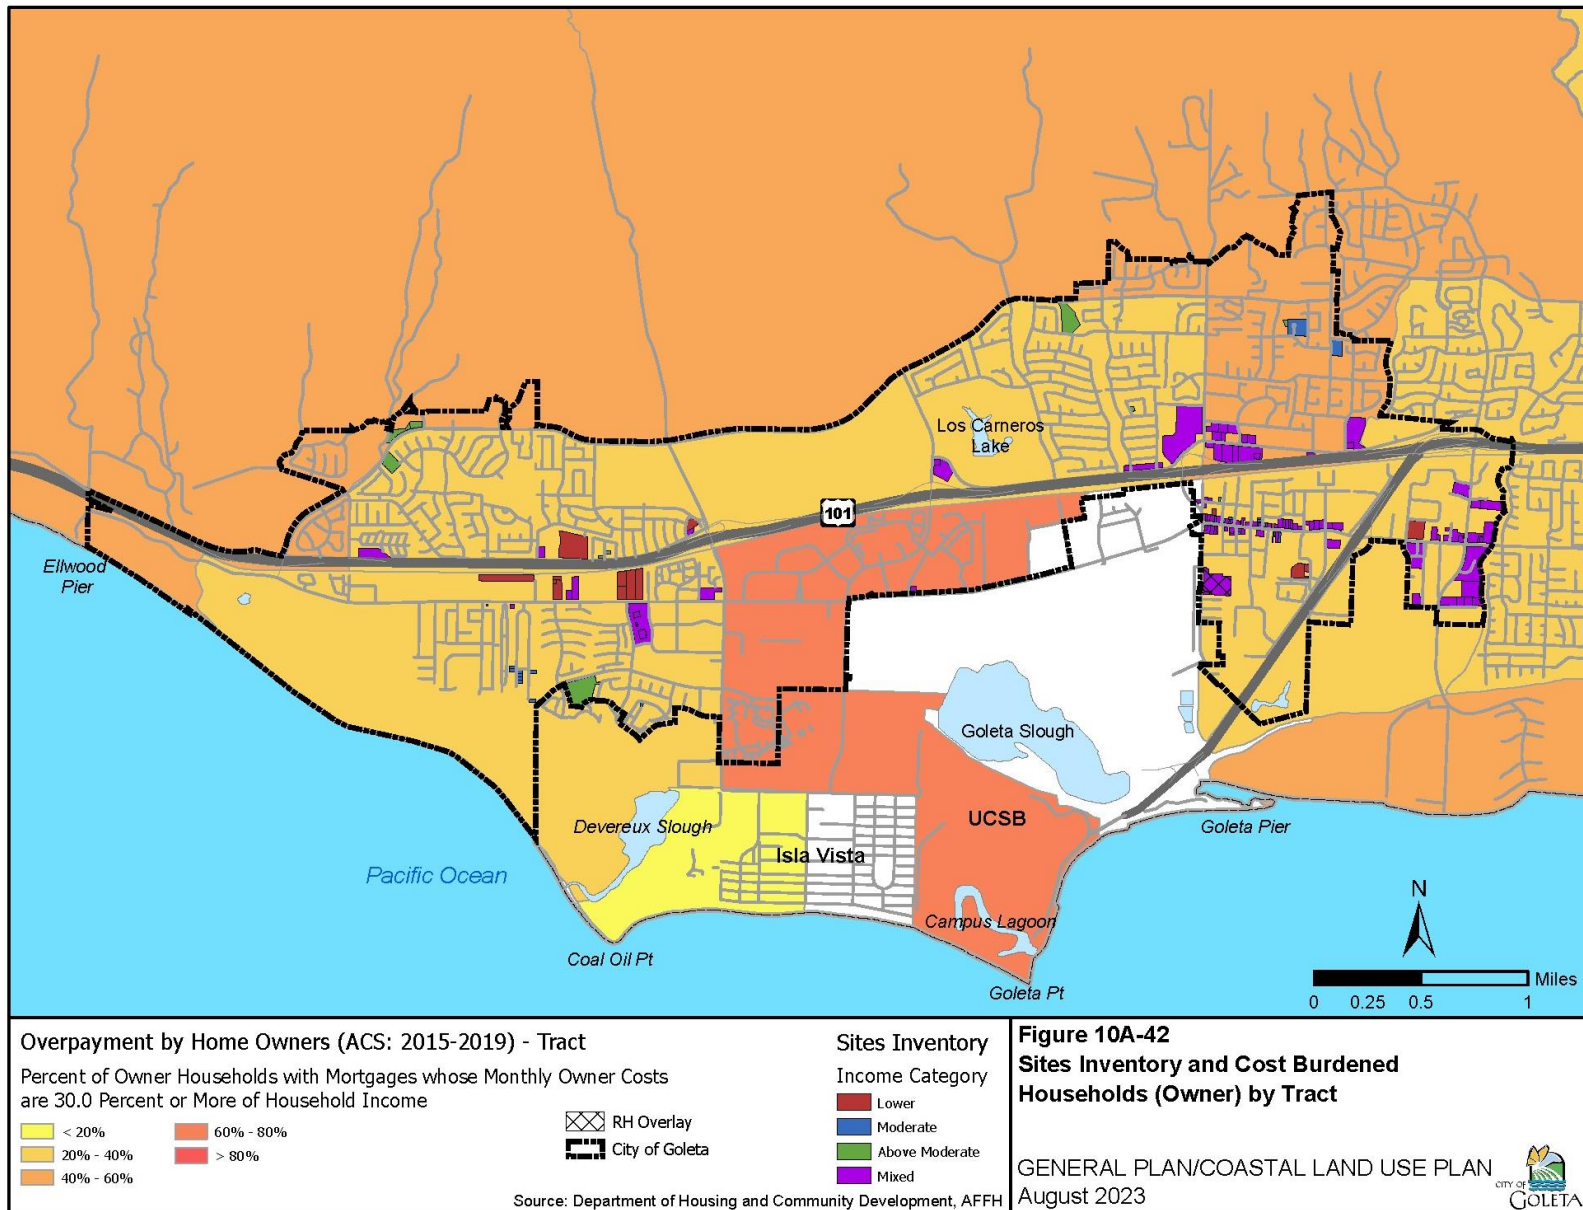 Los Carneros
Lake
101
Ellwood
Pier
Goleta Slough
UCSB
Devereux Slough
Goleta Pier
Isla Vista
Pacific Ocean
Campus Lagoon
Coal Oil Pt
Goleta Pt
N
Miles
0 0.25 0.5 1
Overpayment by Home Owners (ACS: 2015-2019) - Tract
Percent of Owner Households with Mortgages whose Monthly Owner Costs
are 30.0 Percent or More of Household Income
< 20%
20% - 40%
40% - 60%
60% - 80%
> 80%
RH Overlay
City of Goleta
Sites Inventory
Income Category
Lower
Moderate
Above Moderate
Mixed
Source: Department of Housing and Community Development, AFFH
Figure 10A-42
Sites Inventory and Cost Burdened
Households (Owner) by Tract
GENERAL PLAN/COASTAL LAND USE PLAN
August 2023
CITY OF
GOLETA